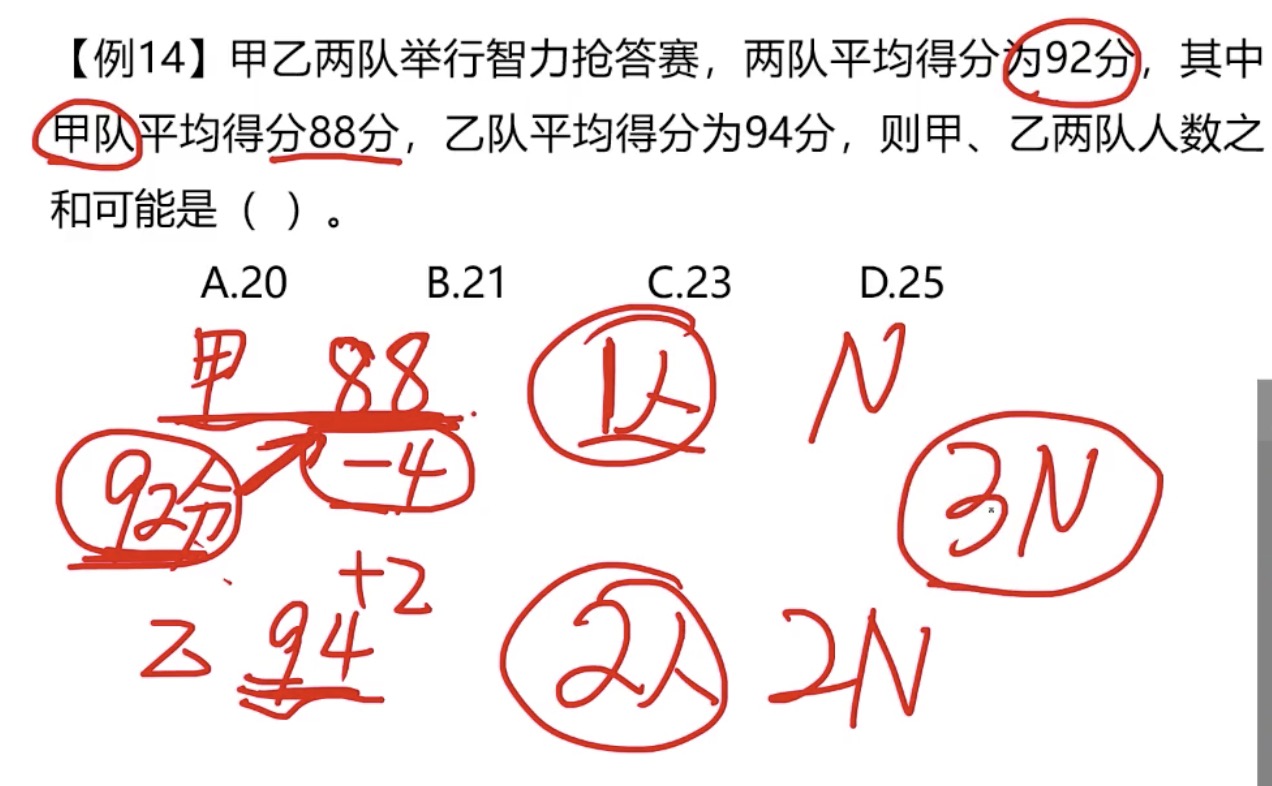 【例14】甲乙两队举行智力抢答赛，两队平均得分为92分，其中
甲队平均得分88分，乙队平均得分为94分，则甲、乙两队人数之
和可能是（ ）。
A.20 B.21 C.23 D.25
甲 88 1人 N
92分 -4 3N
+2
乙 94 2人 2N